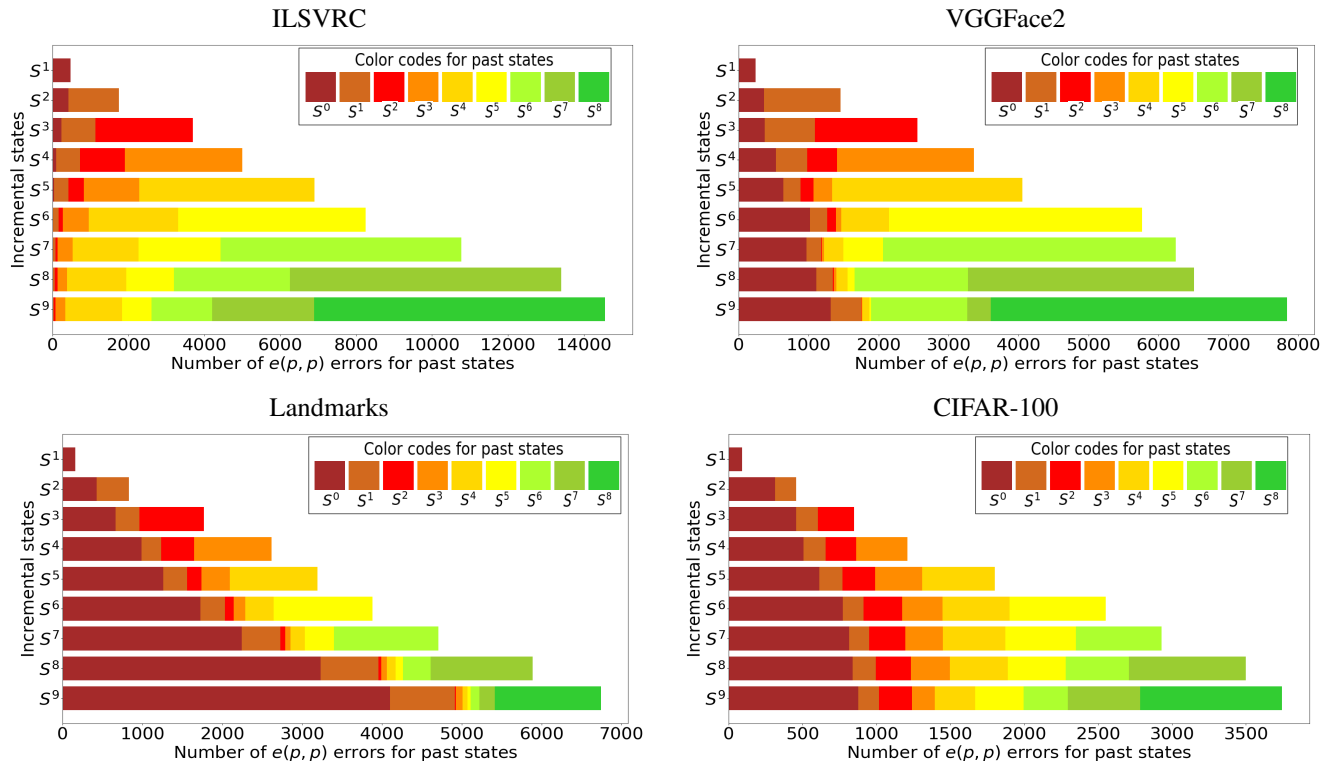 ILSVRC
Color codes for past states
S⁰ S¹ S² S³ S⁴ S⁵ S⁶ S⁷ S⁸
Incremental states
S¹
S²
S³
S⁴
S⁵
S⁶
S⁷
S⁸
S⁹
0 2000 4000 6000 8000 10000 12000 14000
Number of e(p, p) errors for past states
VGGFace2
Color codes for past states
S⁰ S¹ S² S³ S⁴ S⁵ S⁶ S⁷ S⁸
Incremental states
S¹
S²
S³
S⁴
S⁵
S⁶
S⁷
S⁸
S⁹
0 1000 2000 3000 4000 5000 6000 7000 8000
Number of e(p, p) errors for past states
Landmarks
Color codes for past states
S⁰ S¹ S² S³ S⁴ S⁵ S⁶ S⁷ S⁸
Incremental states
S¹
S²
S³
S⁴
S⁵
S⁶
S⁷
S⁸
S⁹
0 1000 2000 3000 4000 5000 6000 7000
Number of e(p, p) errors for past states
CIFAR-100
Color codes for past states
S⁰ S¹ S² S³ S⁴ S⁵ S⁶ S⁷ S⁸
Incremental states
S¹
S²
S³
S⁴
S⁵
S⁶
S⁷
S⁸
S⁹
0 500 1000 1500 2000 2500 3000 3500
Number of e(p, p) errors for past states